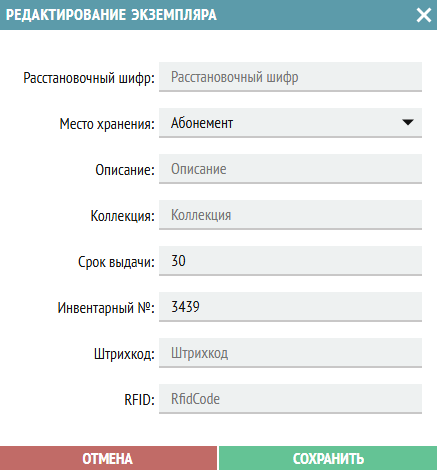 РЕДАКТИРОВАНИЕ ЭКЗЕМПЛЯРА
Расстановочный шифр: Расстановочный шифр
Место хранения: Абонемент
Описание: Описание
Коллекция: Коллекция
Срок выдачи: 30
Инвентарный №: 3439
Штрихкод: Штрихкод
RFID: RfidCode
ОТМЕНА СОХРАНИТЬ